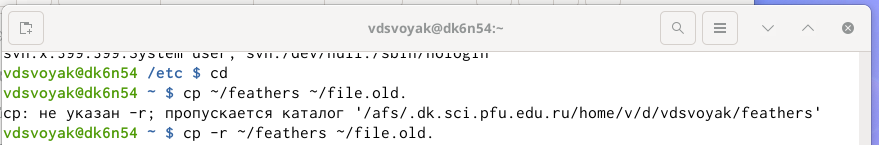 vdsvoyak@dk6n54:~
svn:x:399:399:System user; svn:/dev/null:/sbin/nologin
vdsvoyak@dk6n54 /etc $ cd
vdsvoyak@dk6n54 ~ $ cp ~/feathers ~/file.old.
cp: не указан -r; пропускается каталог '/afs/.dk.sci.pfu.edu.ru/home/v/d/vdsvoyak/feathers'
vdsvoyak@dk6n54 ~ $ cp -r ~/feathers ~/file.old.